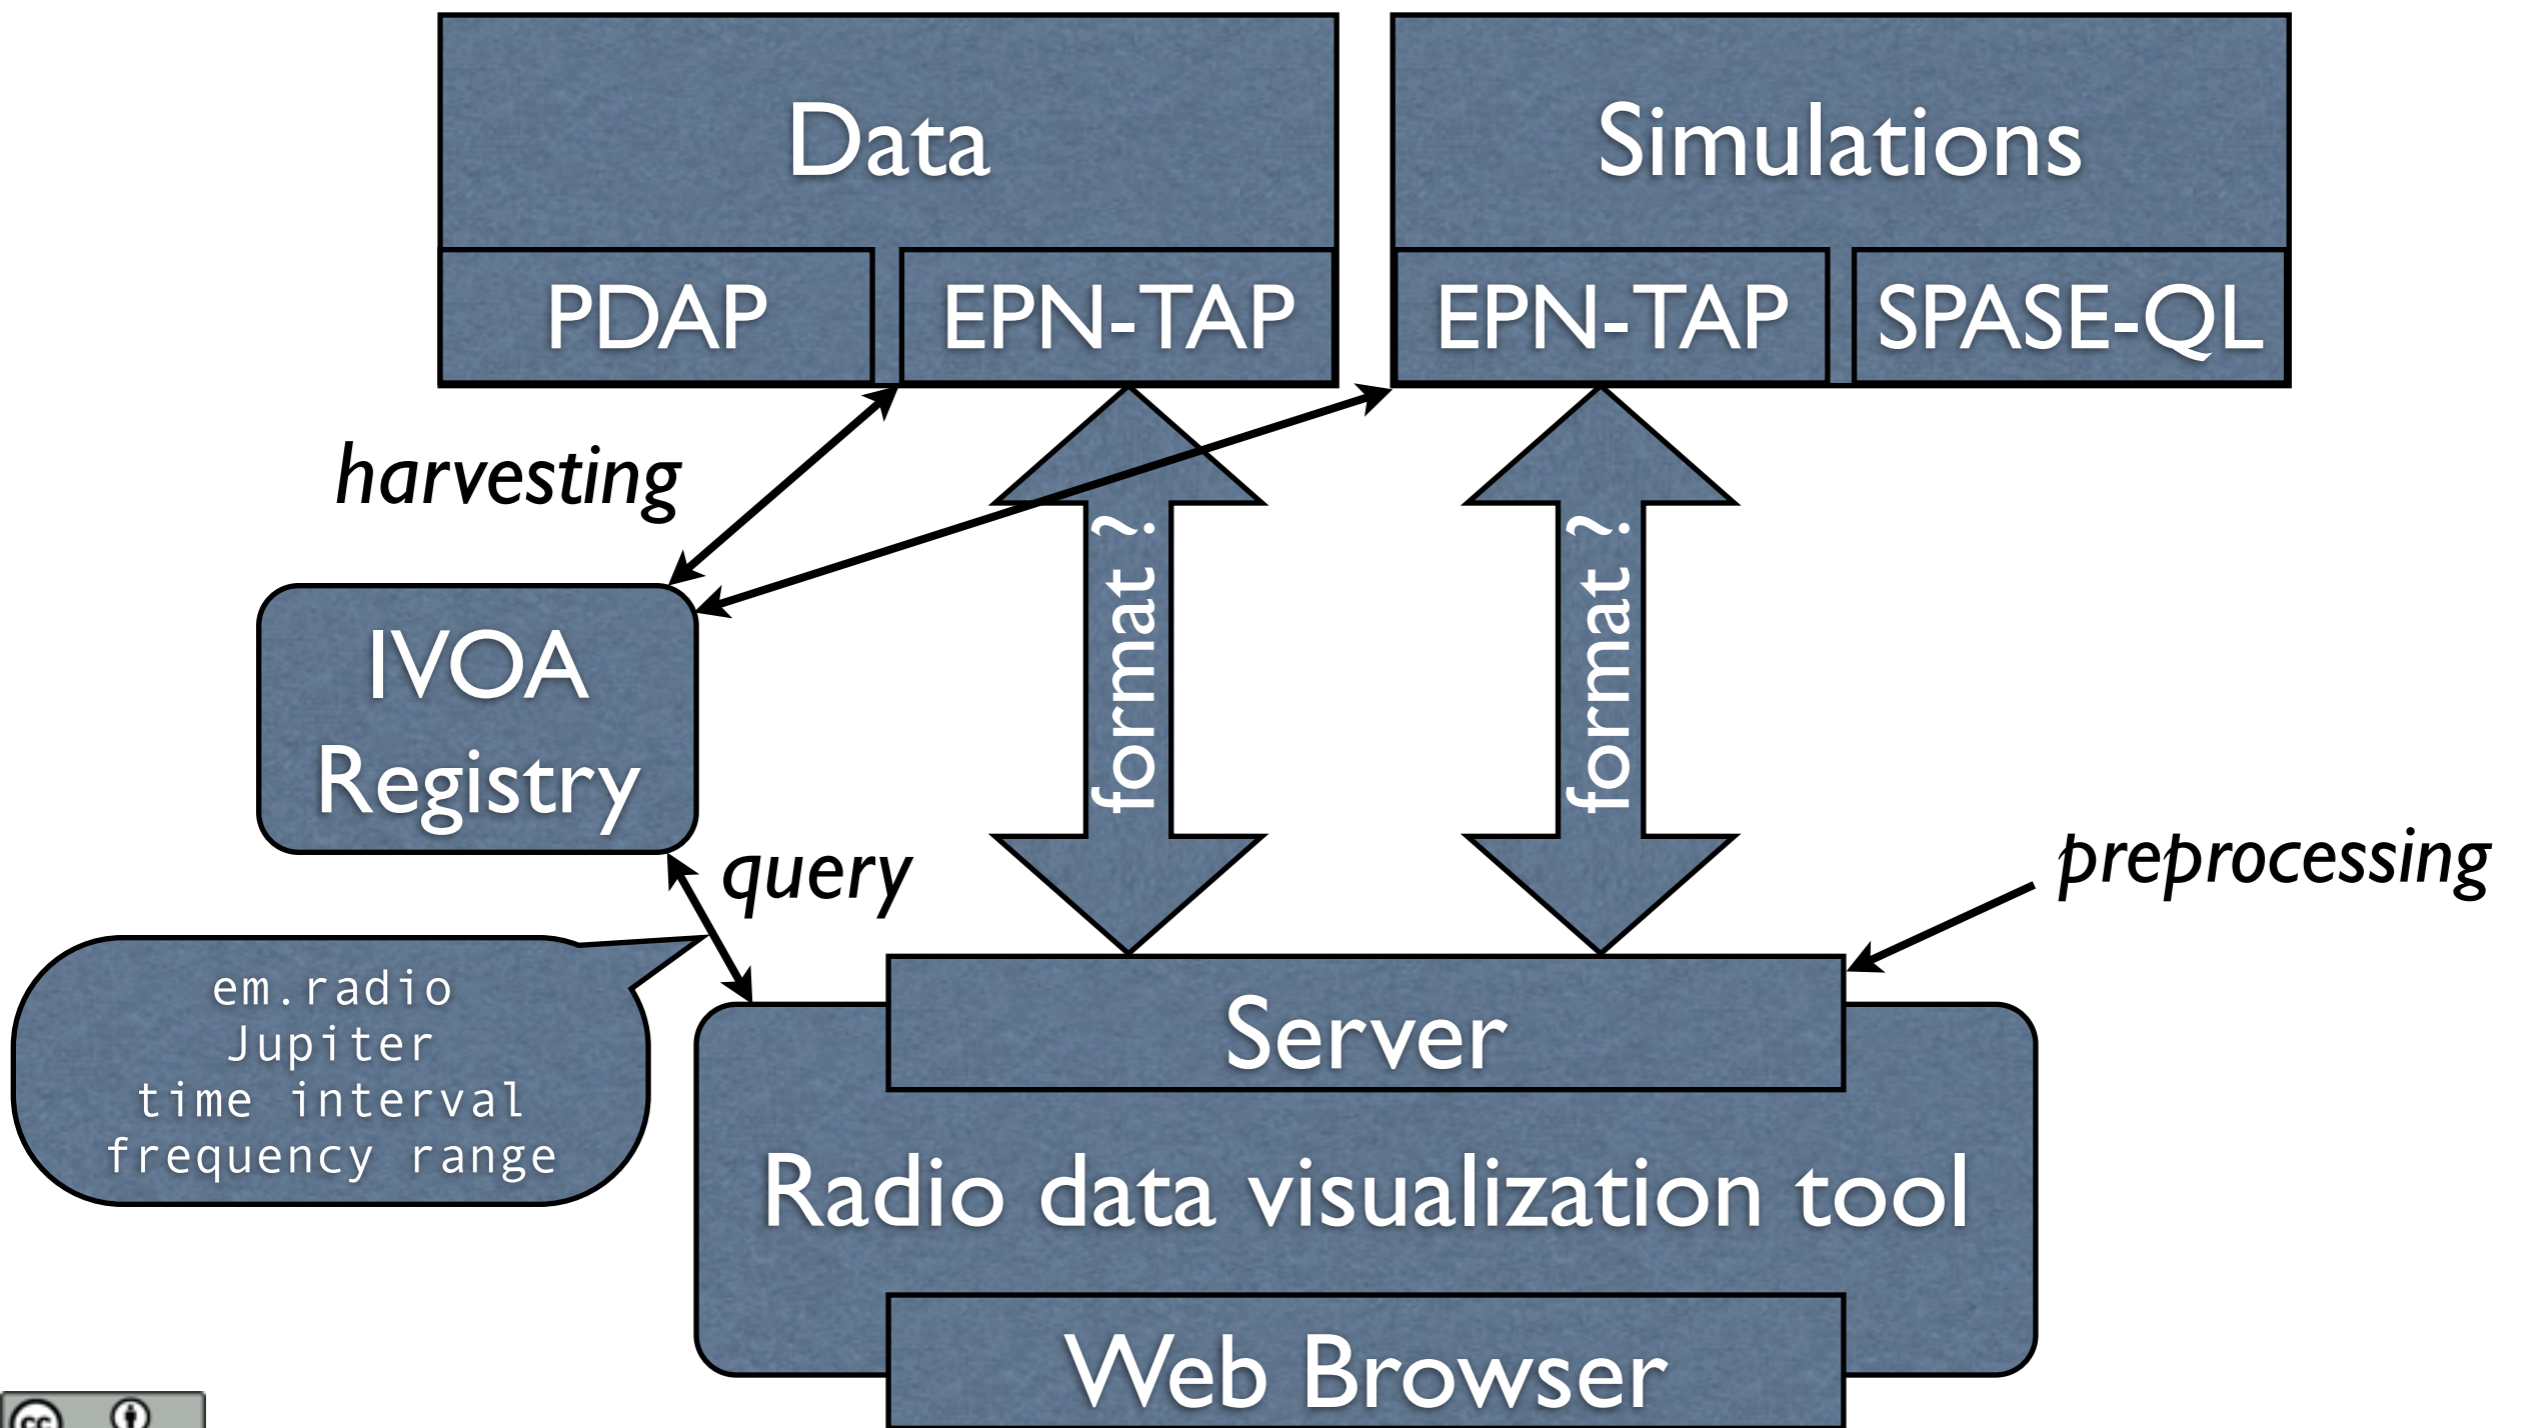 Data
Simulations
PDAP
EPN-TAP
EPN-TAP
SPASE-QL
harvesting
format ?
format ?
IVOA
Registry
query
preprocessing
em.radio
Jupiter
time interval
frequency range
Server
Radio data visualization tool
Web Browser
cc